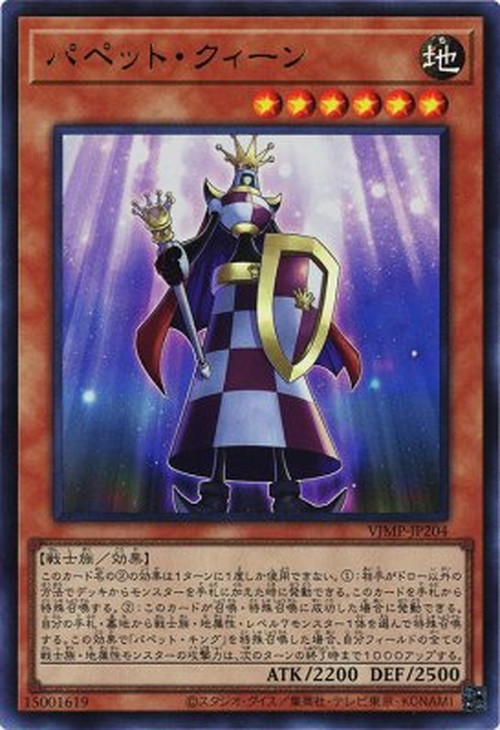 パペット・クィーン
地
VJMP-JP204
[戦士族/効果]
このカード名の②の効果は1ターンに1度しか使用できない。①:相手がドロー以外の
方法でデッキからモンスターを手札に加えた時に発動できる。このカードを手札から
特殊召喚する。②:このカードが召喚・特殊召喚に成功した場合に発動できる。
自分の手札・墓地から戦士族・地属性・レベル7モンスター1体を選んで特殊召喚
する。この効果で「パペット・キング」を特殊召喚した場合、自分フィールドの全ての
戦士族・地属性モンスターの攻撃力は、次のターンの終了時まで1000アップする。
ATK/2200 DEF/2500
15001619 ©スタジオ・ダイス/集英社・テレビ東京・KONAMI